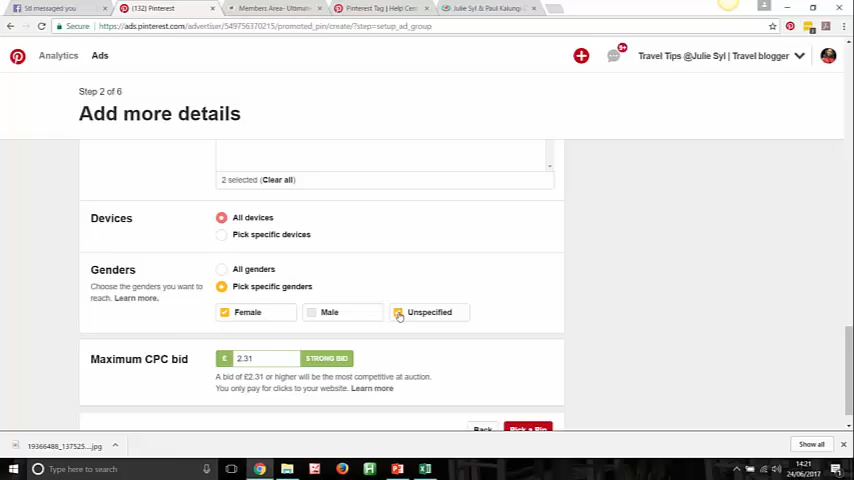 Stl messaged you
(132) Pinterest
Members Area- Ultimat
Pinterest Tag | Help Cen
Julie Syl & Paul Kalung
Secure
https://ads.pinterest.com/advertiser/549756370215/promoted_pin/create/?step=setup_ad_group
Analytics
Ads
9+
Travel Tips @Julie Syl | Travel blogger
Step 2 of 6
Add more details
2 selected (Clear all)
Devices
All devices
Pick specific devices
Genders
All genders
Choose the genders you want to
reach. Learn more.
Pick specific genders
Female
Male
Unspecified
Maximum CPC bid
£
2.31
STRONG BID
A bid of £2.31 or higher will be the most competitive at auction.
You only pay for clicks to your website. Learn more
Back
Pick a Pin
19366488_137525....jpg
Show all
Type here to search
14:21
24/06/2017